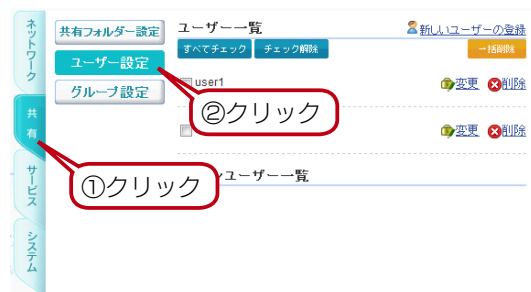 ネットワーク
共有
サービス
システム
共有フォルダー設定
ユーザー設定
グループ設定
ユーザー一覧
新しいユーザーの登録
すべてチェック
チェック解除
一括削除
user1
変更
削除
②クリック
変更
削除
①クリック
ユーザー一覧